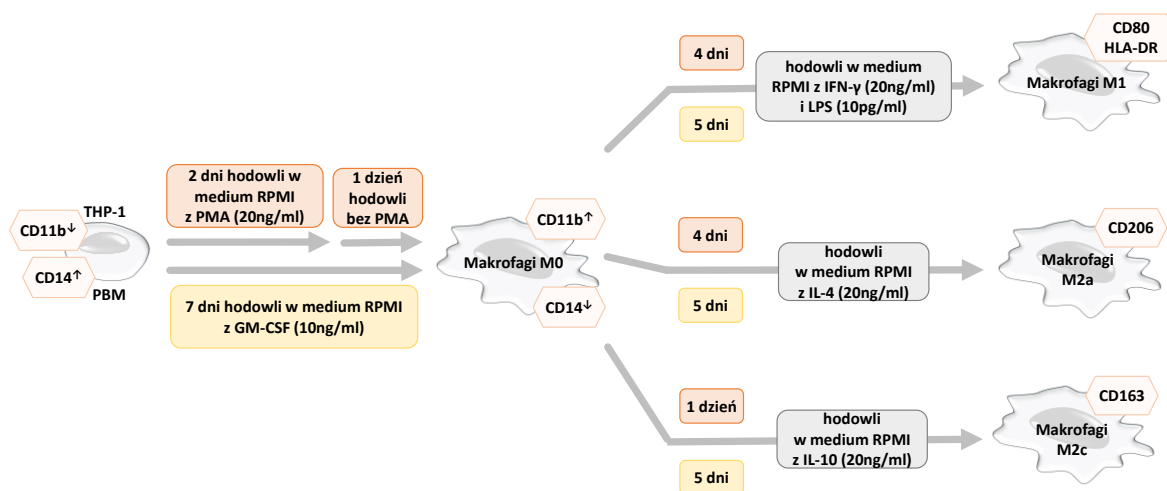 THP-1
CD11b↓
CD14↑
PBM
2 dni hodowli w
medium RPMI
z PMA (20ng/ml)
1 dzień
hodowli
bez PMA
7 dni hodowli w medium RPMI
z GM-CSF (10ng/ml)
CD11b↑
Makrofagi M0
CD14↓
4 dni
5 dni
hodowli w medium
RPMI z IFN-γ (20ng/ml)
i LPS (10pg/ml)
CD80
HLA-DR
Makrofagi M1
4 dni
5 dni
hodowli
w medium RPMI
z IL-4 (20ng/ml)
CD206
Makrofagi
M2a
1 dzień
5 dni
hodowli
w medium RPMI
z IL-10 (20ng/ml)
CD163
Makrofagi
M2c